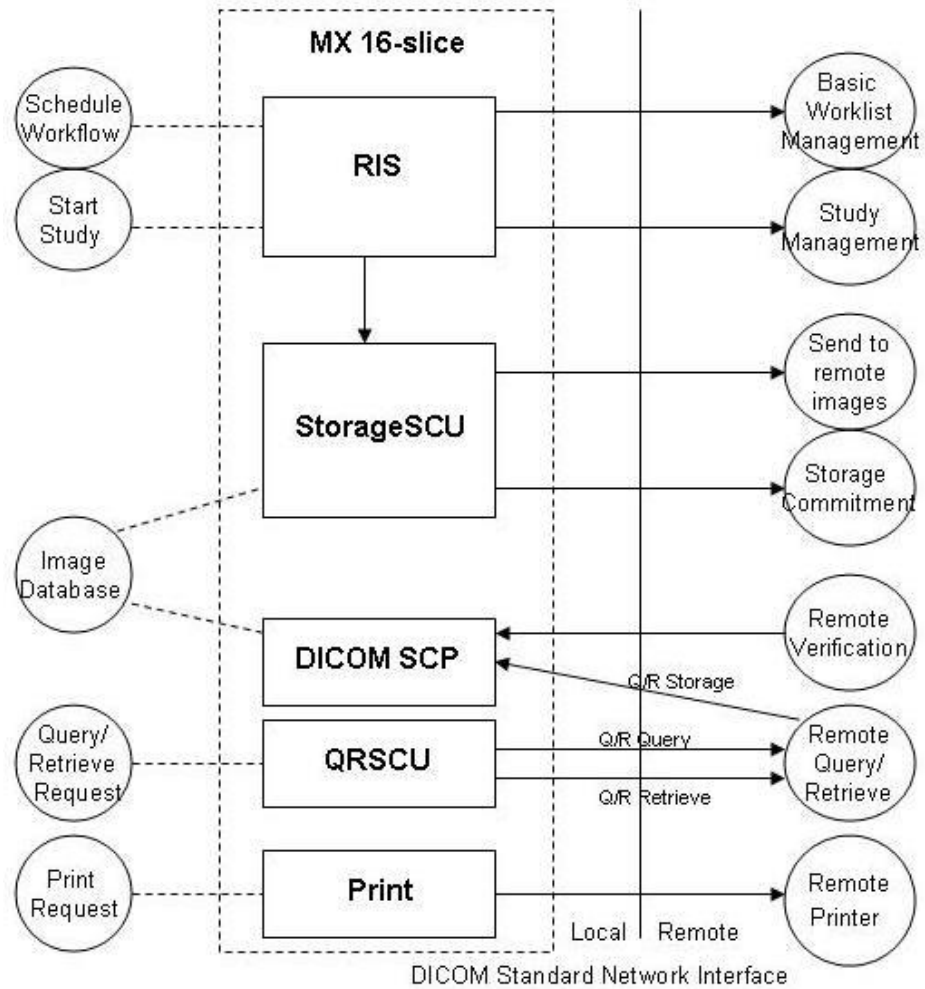 MX 16-slice
Schedule
Workflow
RIS
Basic
Worklist
Management
Start
Study
Study
Management
StorageSCU
Send to
remote
images
Storage
Commitment
Image
Database
DICOM SCP
Remote
Verification
Q/R Storage
Query/
Retrieve
Request
QRSCU
Q/R Query
Q/R Retrieve
Remote
Query/
Retrieve
Print
Request
Print
Remote
Printer
Local
Remote
DICOM Standard Network Interface